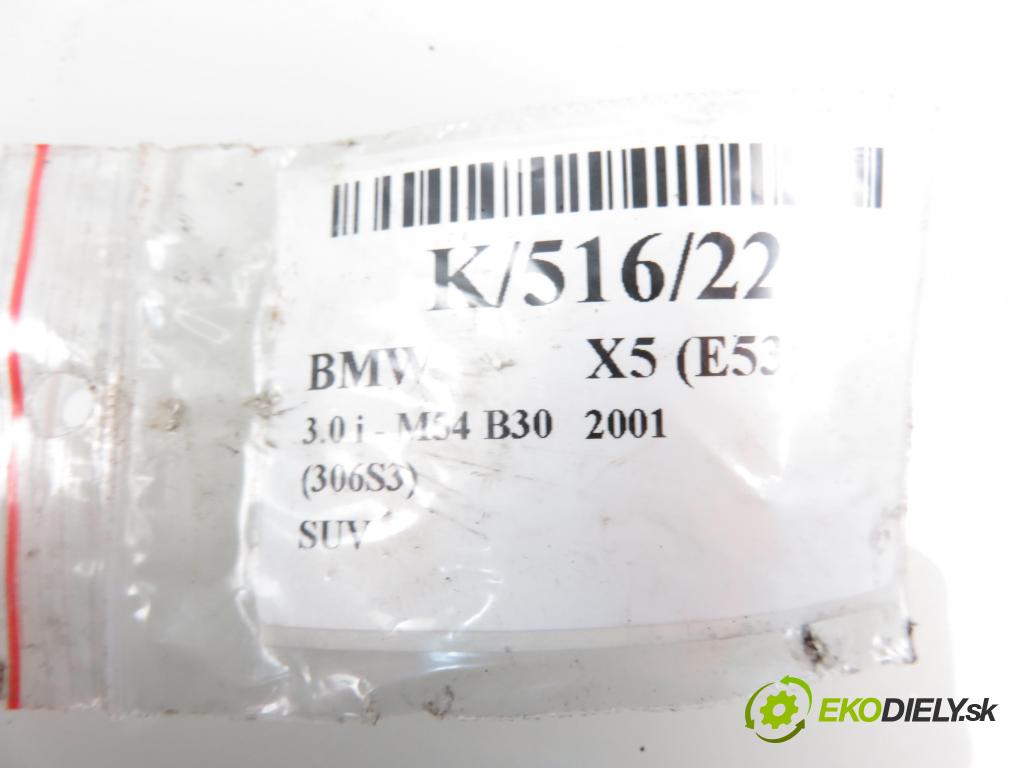 K/516/22
BMW X5 (E53
3.0 i - M54 B30 2001
(306S3)
SUV
EKODIELY.sk